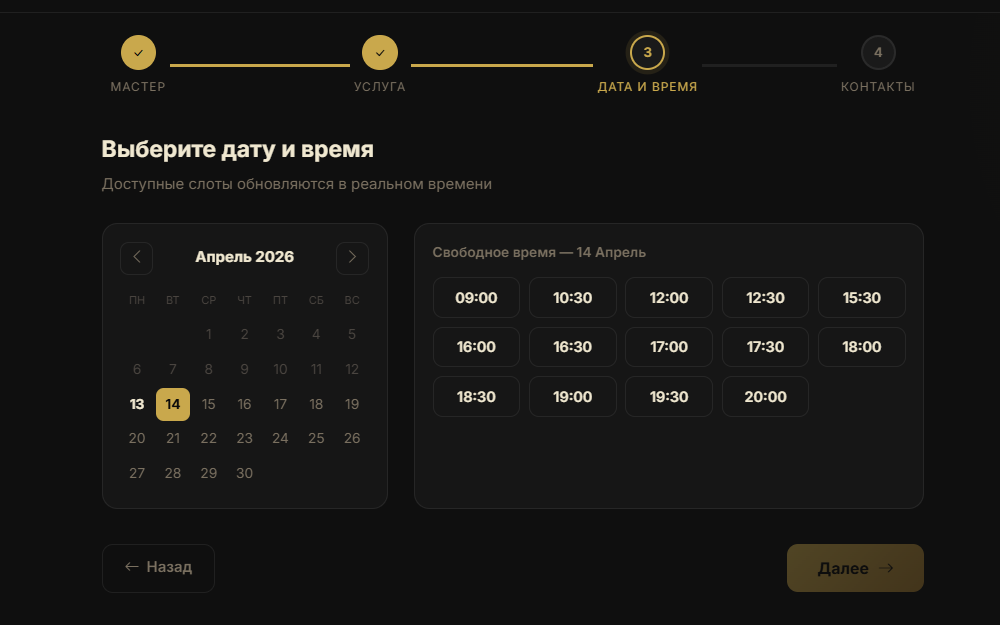 3
4
МАСТЕР
УСЛУГА
ДАТА И ВРЕМЯ
КОНТАКТЫ
Выберите дату и время
Доступные слоты обновляются в реальном времени
Апрель 2026
ПН ВТ СР ЧТ ПТ СБ ВС
1 2 3 4 5
6 7 8 9 10 11 12
13 14 15 16 17 18 19
20 21 22 23 24 25 26
27 28 29 30
Свободное время — 14 Апрель
09:00 10:30 12:00 12:30 15:30
16:00 16:30 17:00 17:30 18:00
18:30 19:00 19:30 20:00
← Назад
Далее →